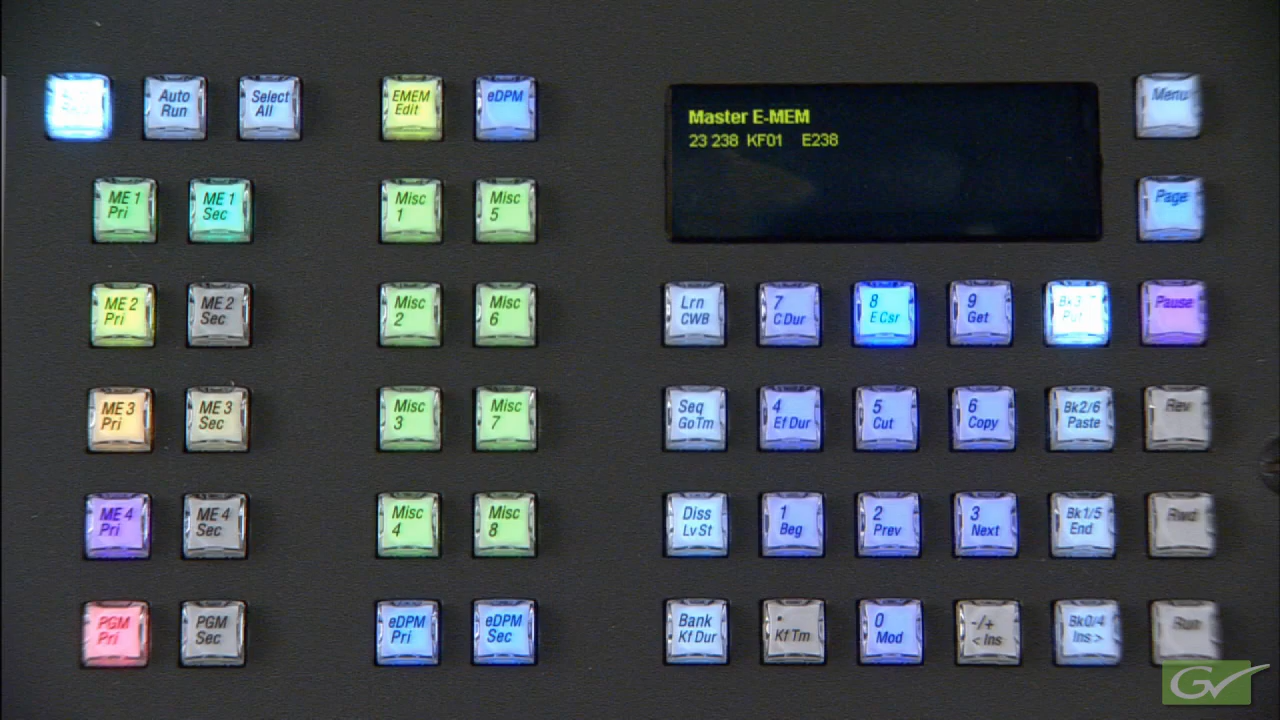 Auto
Run
Select
All
EMEM
Edit
eDPM
Master E-MEM
23 238 KF01 E238
Menu
ME 1
Pri
ME 1
Sec
Misc
1
Misc
5
Page
ME 2
Pri
ME 2
Sec
Misc
2
Misc
6
Lrn
CWB
7
C Dur
8
E Csr
9
Get
Bk3/7
Put
Pause
ME 3
Pri
ME 3
Sec
Misc
3
Misc
7
Seq
GoTm
4
Ef Dur
5
Cut
6
Copy
Bk2/6
Paste
Rev
ME 4
Pri
ME 4
Sec
Misc
4
Misc
8
Diss
Lv St
1
Beg
2
Prev
3
Next
Bk1/5
End
Rwd
PGM
Pri
PGM
Sec
eDPM
Pri
eDPM
Sec
Bank
Kf Dur
.
Kf Tm
0
Mod
-/+
< Ins
Bk0/4
Ins >
Run
GV